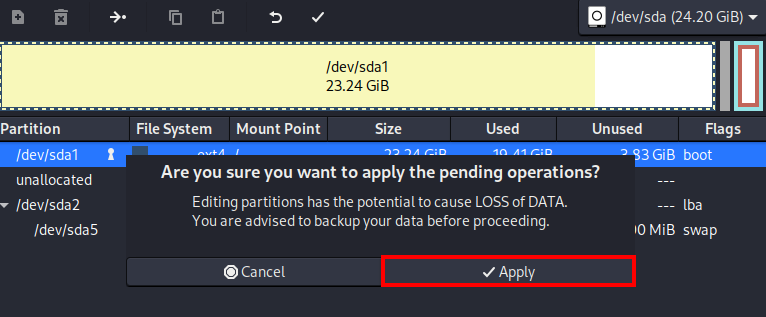 /dev/sda (24.20 GiB)
/dev/sda1
23.24 GiB
Partition File System Mount Point Size Used Unused Flags
/dev/sda1 ext4 / 23.24 GiB 19.41 GiB 3.83 GiB boot
unallocated ---
/dev/sda2 --- lba
/dev/sda5 MiB swap
Are you sure you want to apply the pending operations?
Editing partitions has the potential to cause LOSS of DATA.
You are advised to backup your data before proceeding.
Cancel Apply